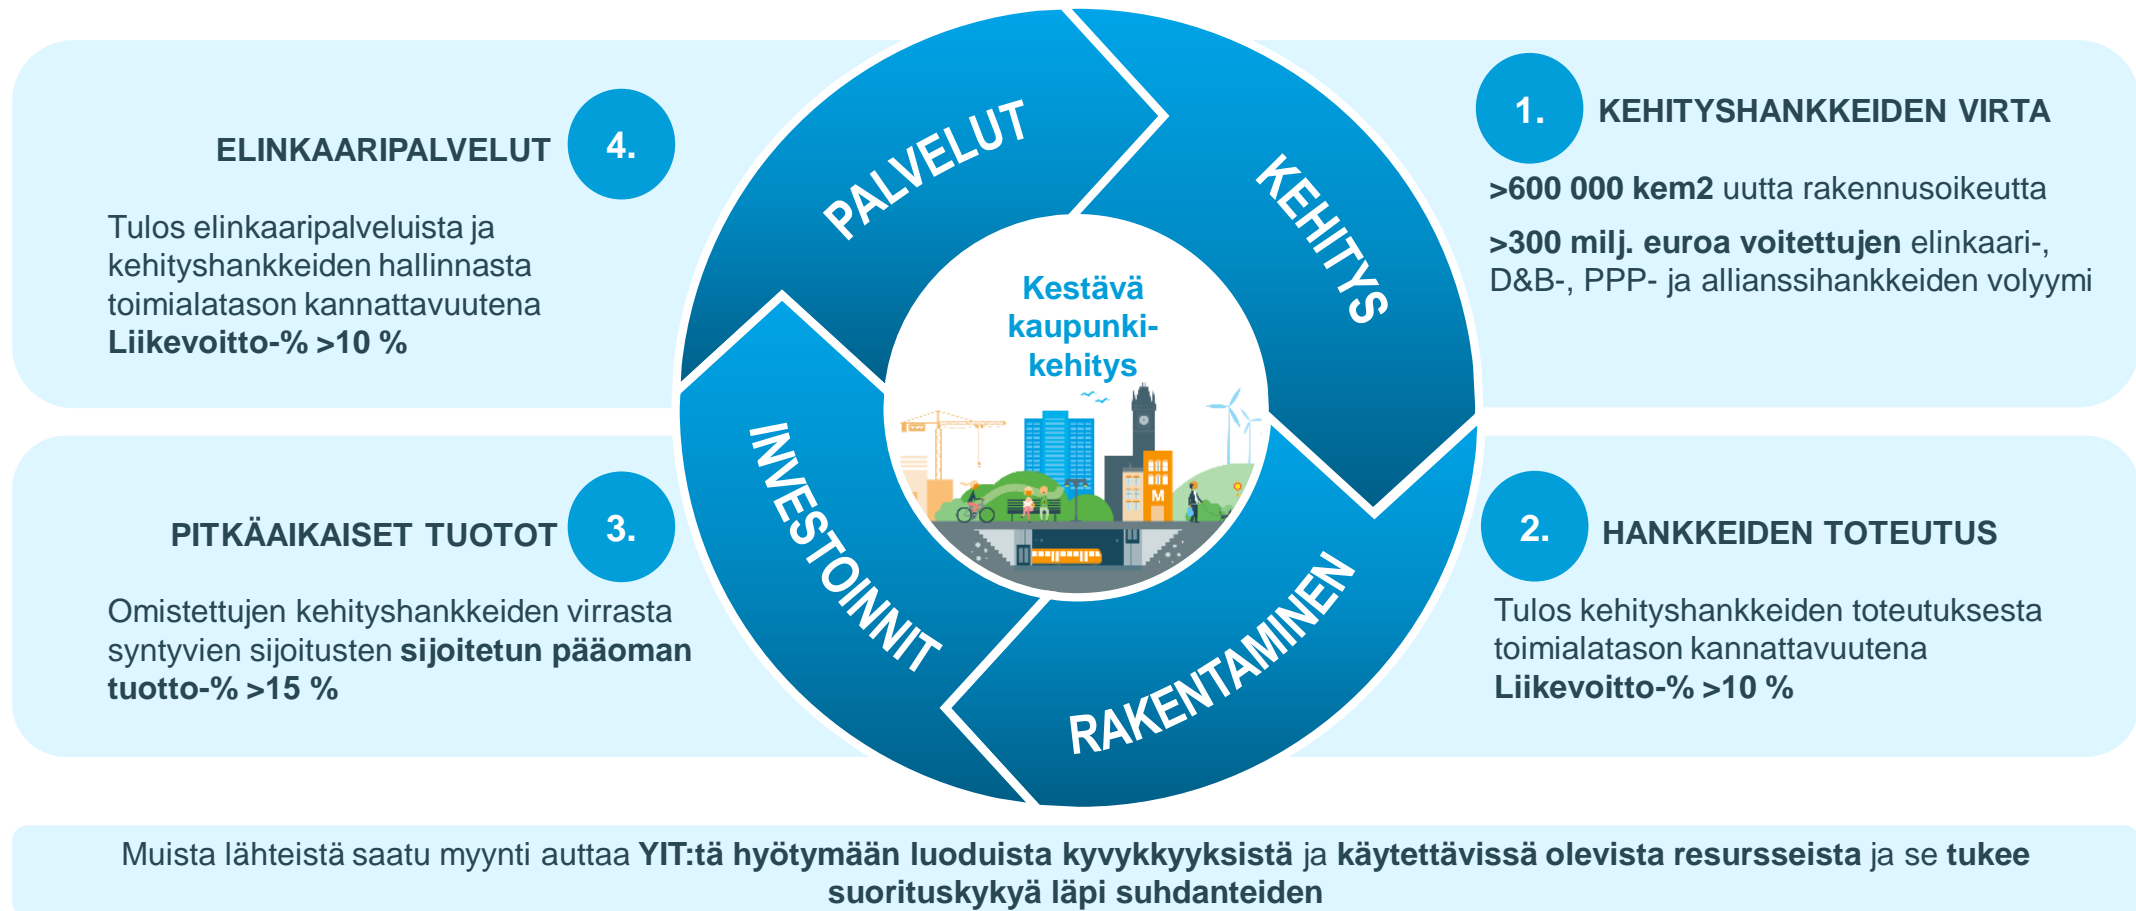 1.
KEHITYSHANKKEIDEN VIRTA
>600 000 kem2 uutta rakennusoikeutta
>300 milj. euroa voitettujen elinkaari-,
D&B-, PPP- ja allianssihankkeiden volyymi
2.
HANKKEIDEN TOTEUTUS
Tulos kehityshankkeiden toteutuksesta
toimialatason kannattavuutena
Liikevoitto-% >10 %
PITKÄAIKAISET TUOTOT
3.
Omistettujen kehityshankkeiden virrasta
syntyvien sijoitusten sijoitetun pääoman
tuotto-% >15 %
ELINKAARIPALVELUT
4.
Tulos elinkaaripalveluista ja
kehityshankkeiden hallinnasta
toimialatason kannattavuutena
Liikevoitto-% >10 %
KEHITYS
RAKENTAMINEN
INVESTOINNIT
PALVELUT
Kestävä
kaupunki-
kehitys
M
Muista lähteistä saatu myynti auttaa YIT:tä hyötymään luoduista kyvykkyyksistä ja käytettävissä olevista resursseista ja se tukee
suorituskykyä läpi suhdanteiden